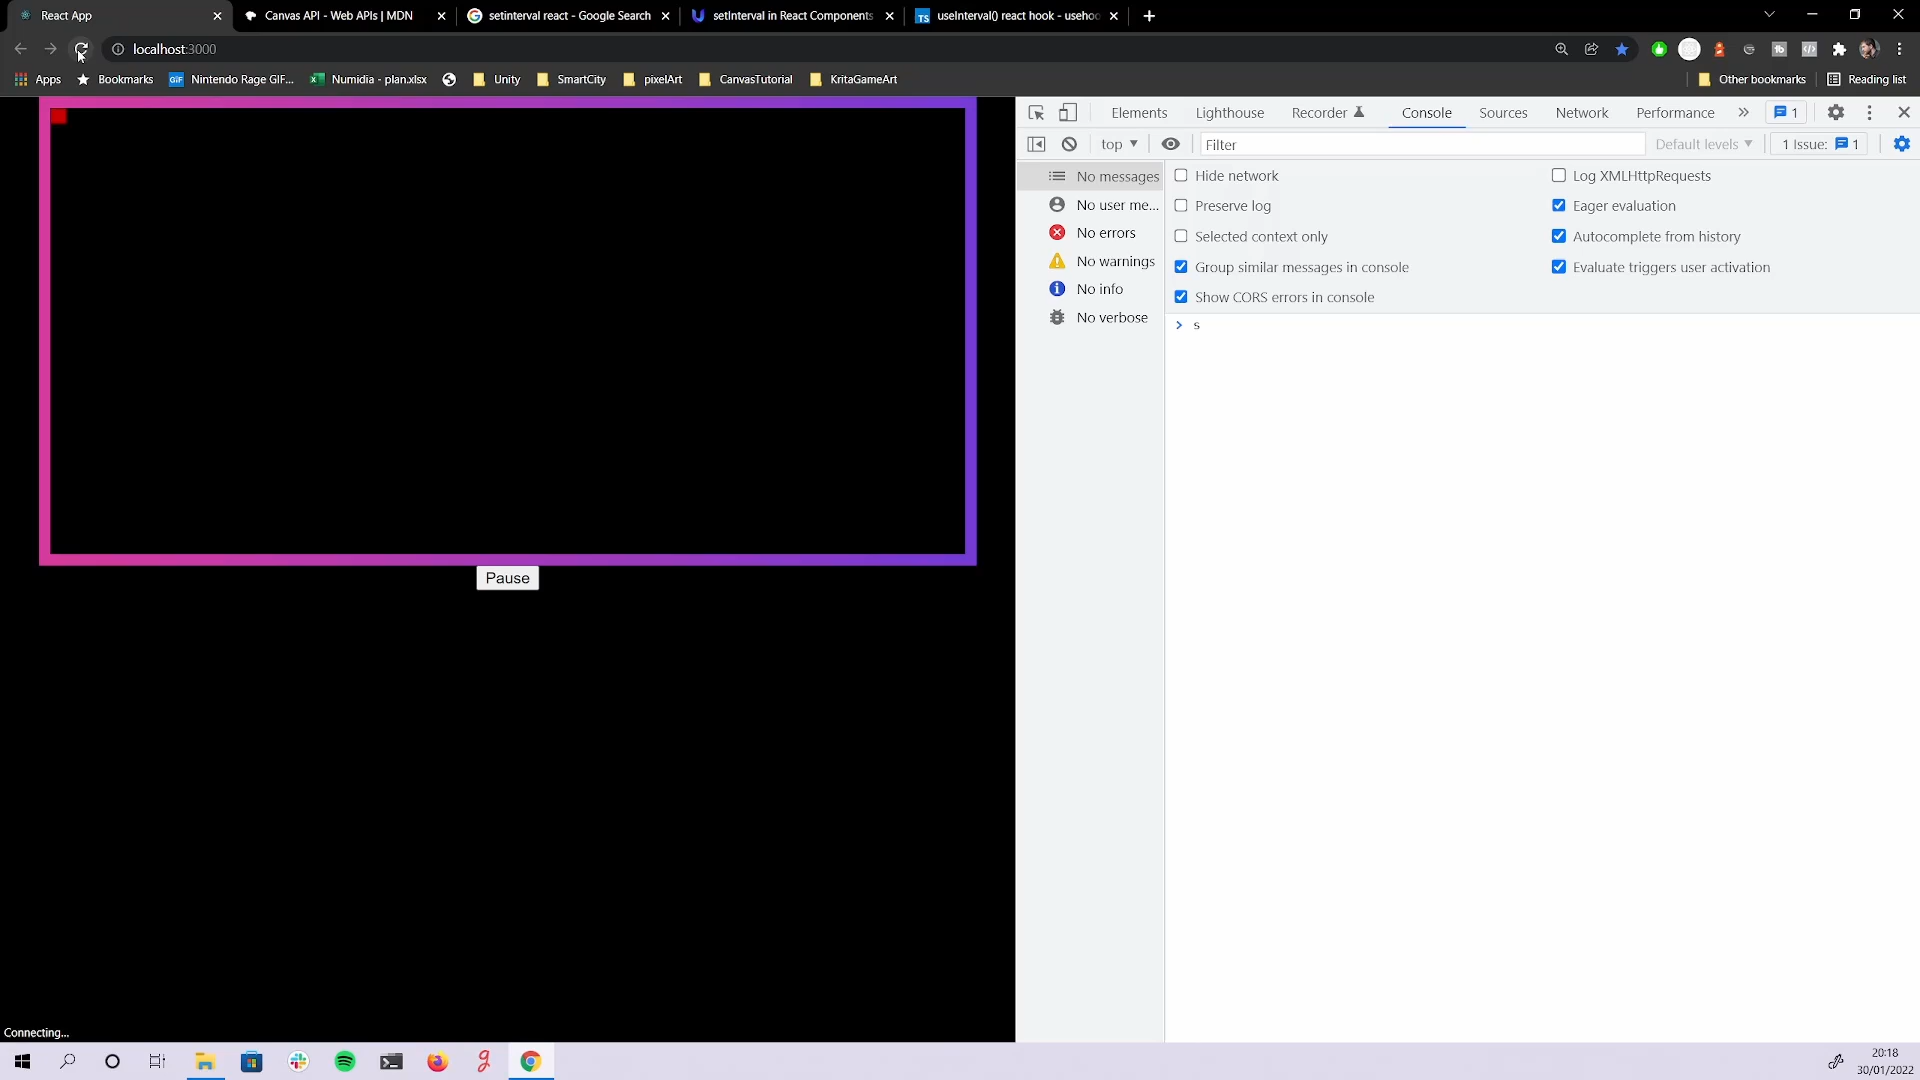 React App
Canvas API - Web APIs | MDN
setinterval react - Google Search
setInterval in React Components
TS
useInterval() react hook - usehoo
localhost:3000
Apps
Bookmarks
GIF
Nintendo Rage GIF...
Numidia - plan.xlsx
Unity
SmartCity
pixelArt
CanvasTutorial
KritaGameArt
Other bookmarks
Reading list
Elements
Lighthouse
Recorder
Console
Sources
Network
Performance
1
top
Filter
Default levels
1 Issue:
1
No messages
No user me...
No errors
No warnings
No info
No verbose
Hide network
Preserve log
Selected context only
Group similar messages in console
Show CORS errors in console
Log XMLHttpRequests
Eager evaluation
Autocomplete from history
Evaluate triggers user activation
> s
Pause
Connecting...
20:18
30/01/2022